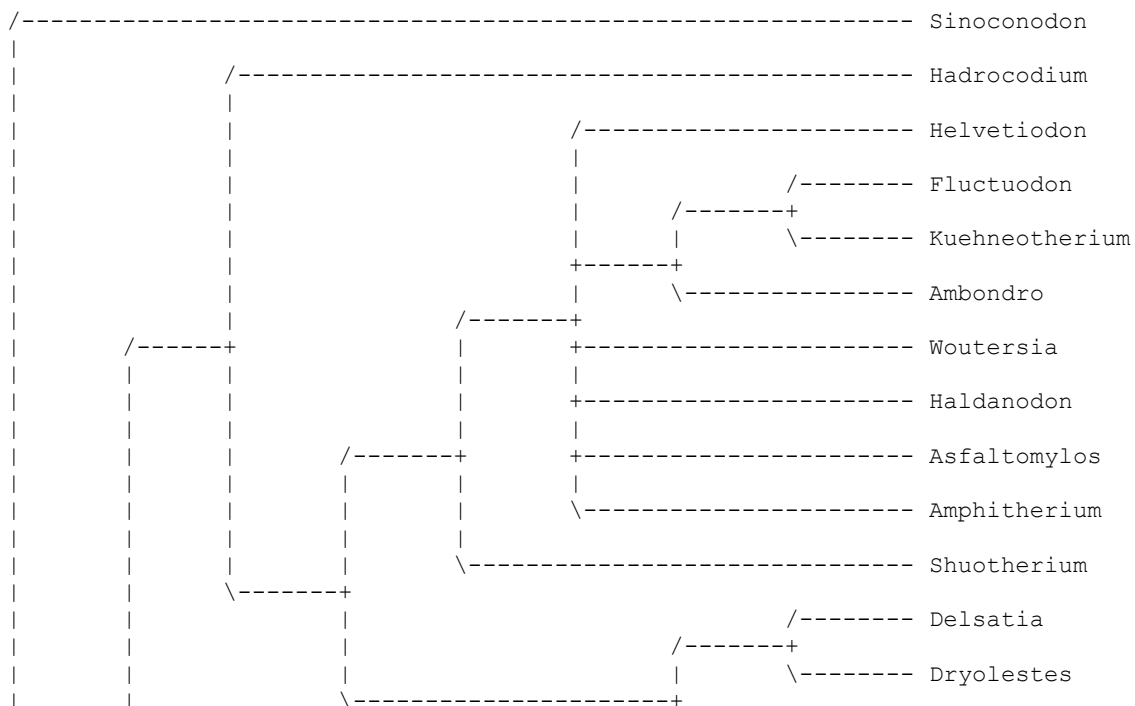 Sinoconodon
Hadrocodium
Helvetiodon
Fluctuodon
Kuehneotherium
Ambondro
Woutersia
Haldanodon
Asfaltomylos
Amphitherium
Shuotherium
Delsatia
Dryolestes